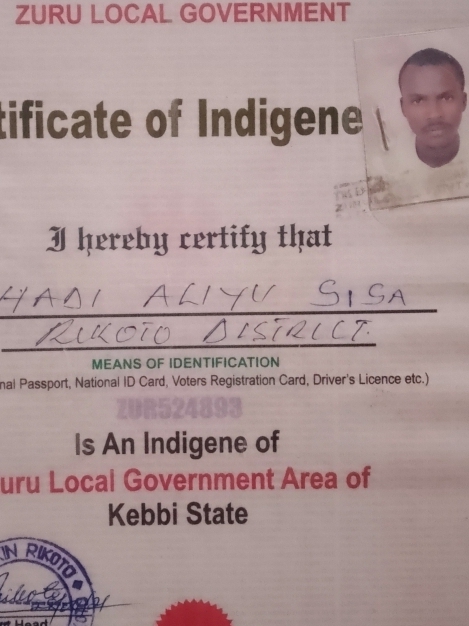 ZURU LOCAL GOVERNMENT
tificate of Indigene
I hereby certify that
HADI ALIYU SISA
RIKOTO DISTRICT
MEANS OF IDENTIFICATION
nal Passport, National ID Card, Voters Registration Card, Driver's Licence etc.)
ZUR524893
Is An Indigene of
uru Local Government Area of
Kebbi State
IN RIKOTO